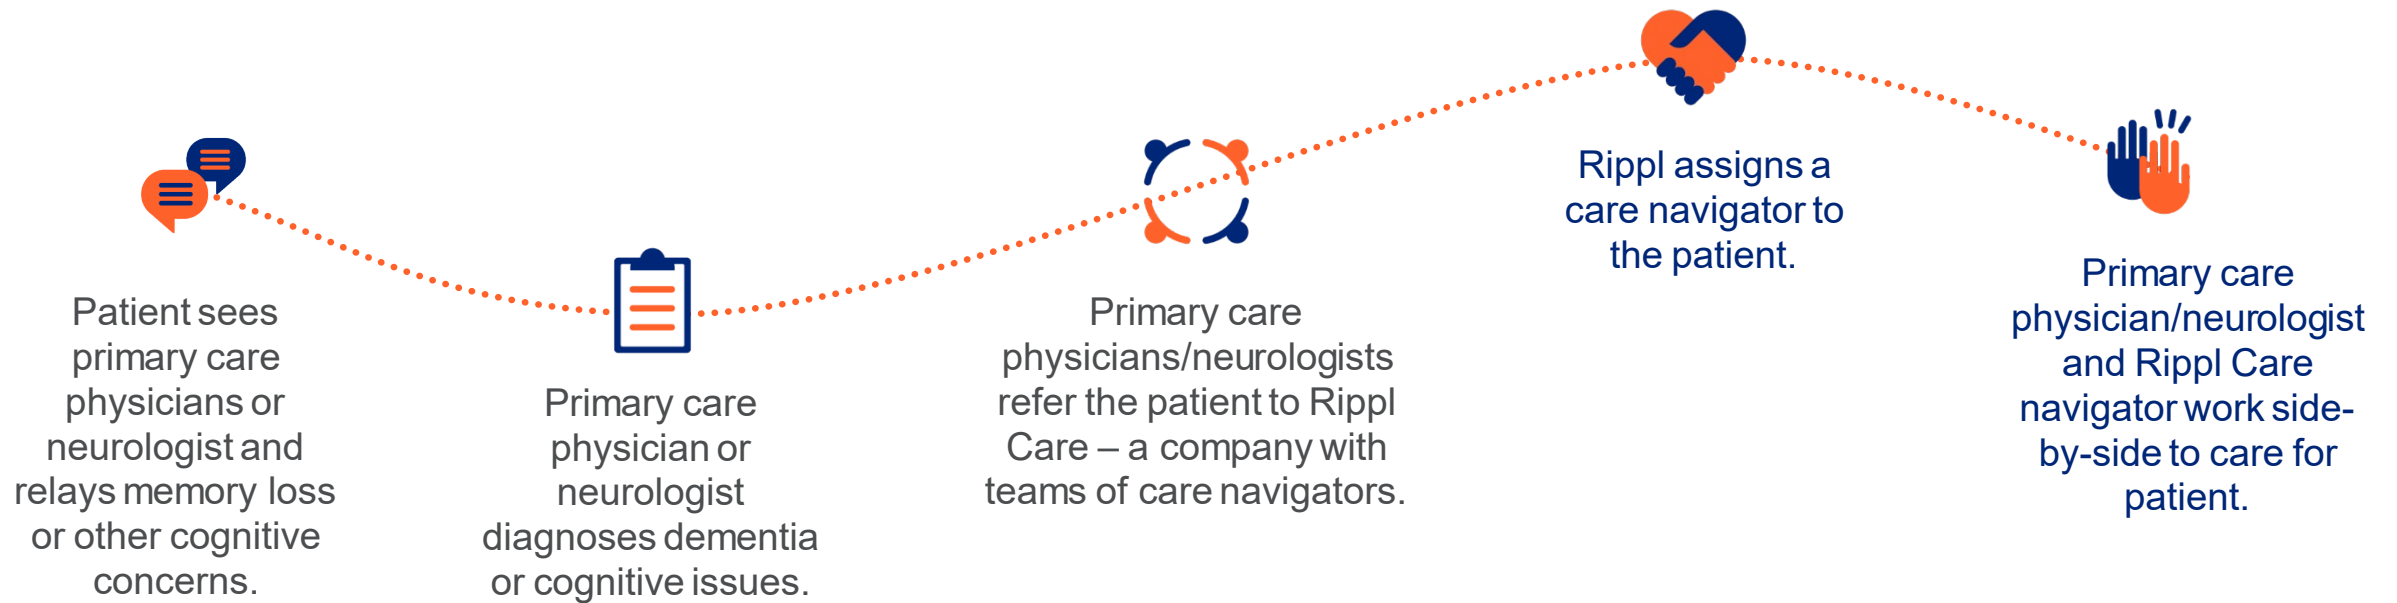 Patient sees
primary care
physicians or
neurologist and
relays memory loss
or other cognitive
concerns.
Primary care
physician or
neurologist
diagnoses dementia
or cognitive issues.
Primary care
physicians/neurologists
refer the patient to Rippl
Care – a company with
teams of care navigators.
Rippl assigns a
care navigator to
the patient.
Primary care
physician/neurologist
and Rippl Care
navigator work side-
by-side to care for
patient.